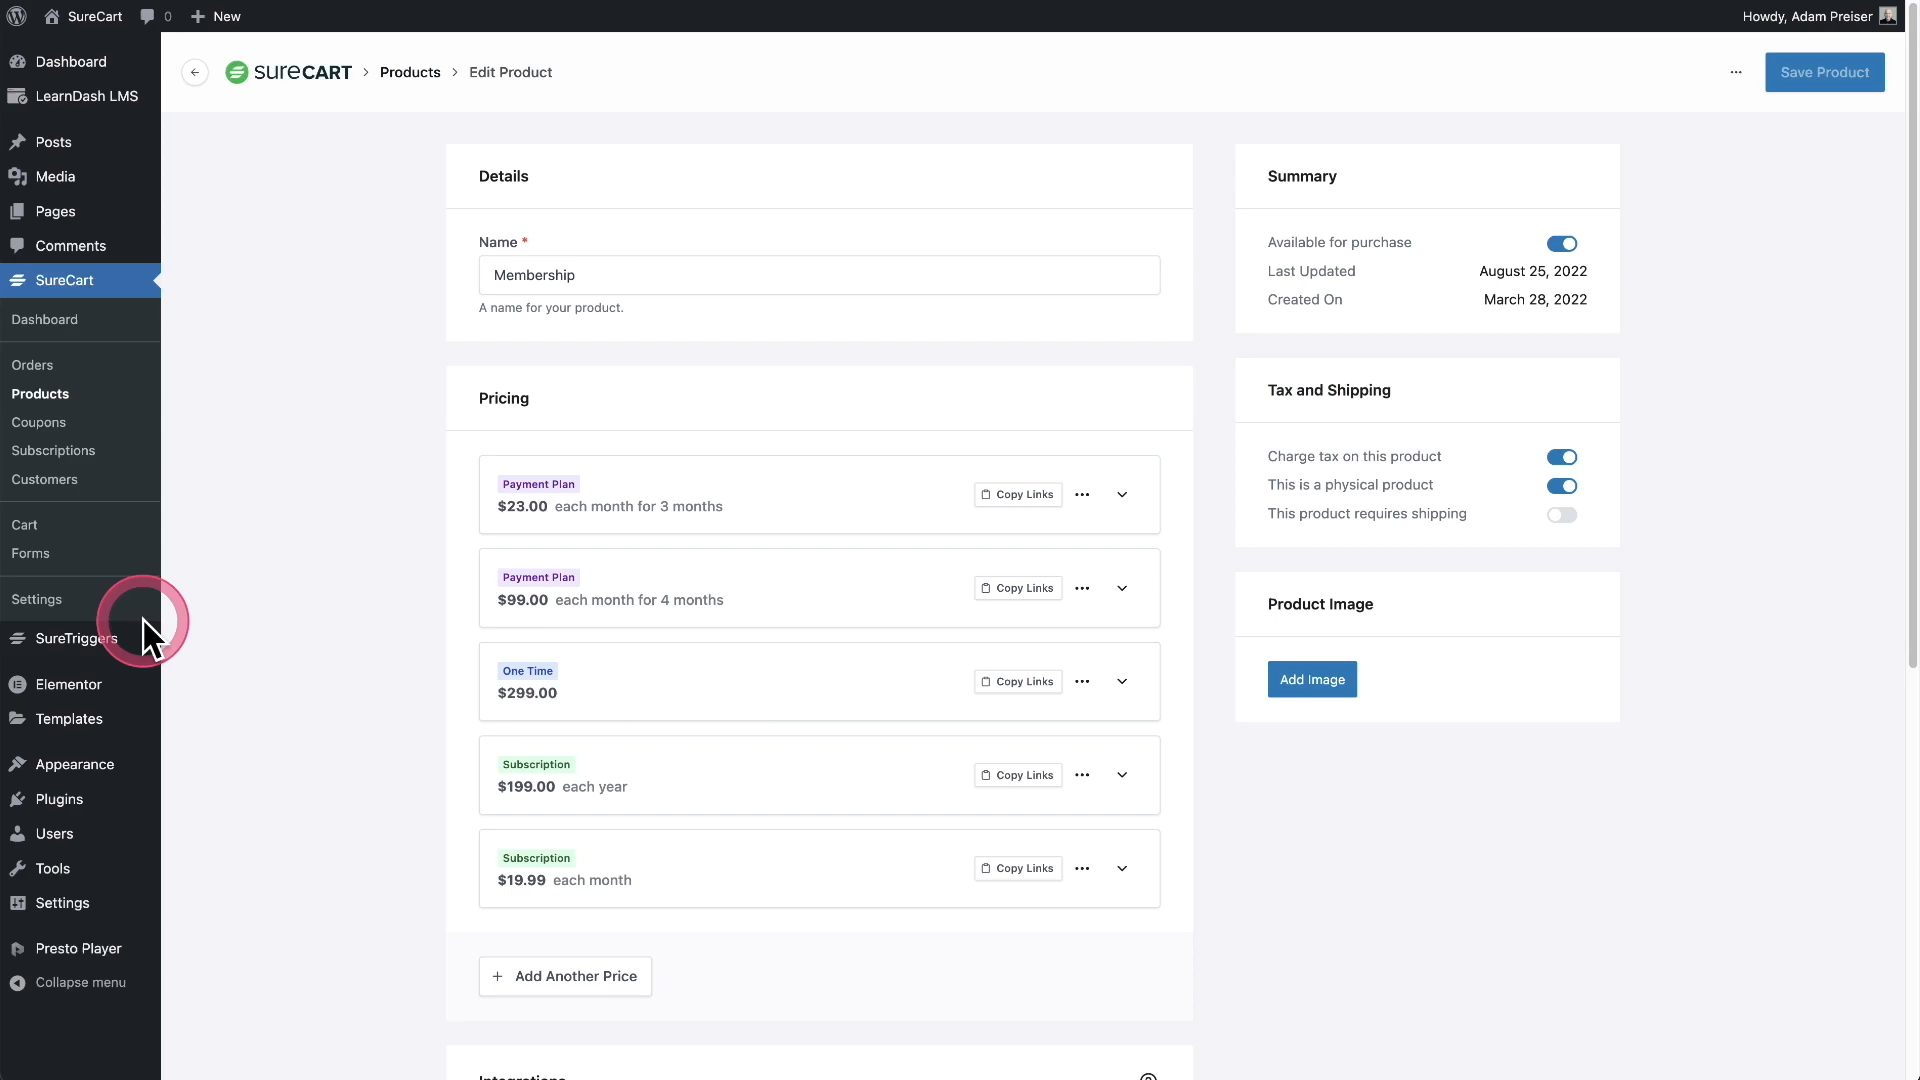 SureCart
0
New
Howdy, Adam Preiser
Dashboard
LearnDash LMS
Posts
Media
Pages
Comments
SureCart
Dashboard
Orders
Products
Coupons
Subscriptions
Customers
Cart
Forms
Settings
SureTriggers
Elementor
Templates
Appearance
Plugins
Users
Tools
Settings
Presto Player
Collapse menu
SURECART > Products > Edit Product
Save Product
Details
Name *
Membership
A name for your product.
Pricing
Payment Plan
$23.00 each month for 3 months
Copy Links
Payment Plan
$99.00 each month for 4 months
Copy Links
One Time
$299.00
Copy Links
Subscription
$199.00 each year
Copy Links
Subscription
$19.99 each month
Copy Links
+ Add Another Price
Integrations
Summary
Available for purchase
Last Updated August 25, 2022
Created On March 28, 2022
Tax and Shipping
Charge tax on this product
This is a physical product
This product requires shipping
Product Image
Add Image